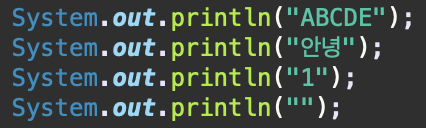 System.out.println("ABCDE");
System.out.println("안녕");
System.out.println("1");
System.out.println("");